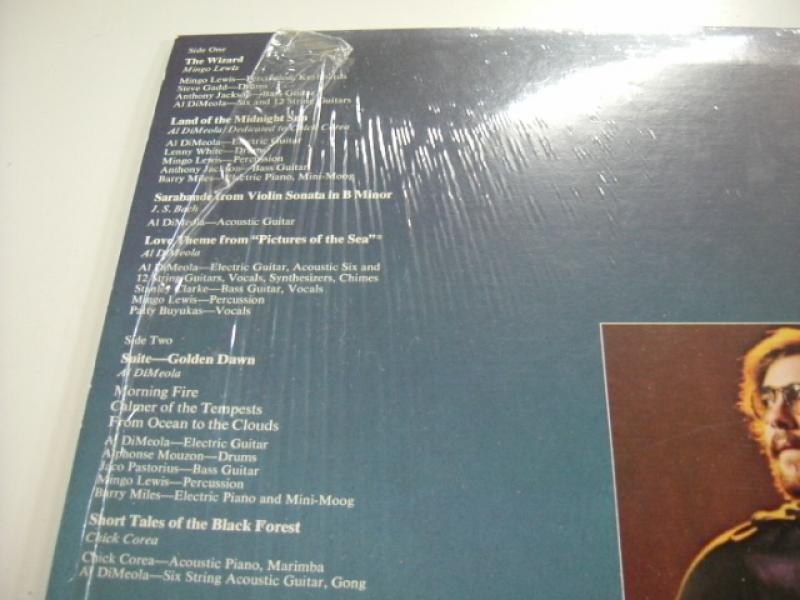 Side One
The Wizard
Mingo Lewis
Mingo Lewis—Percussion, Keyboards
Steve Gadd—Drums
Anthony Jackson—Bass Guitar
Al DiMeola—Six and 12 String Guitars
Land of the Midnight Sun
Al DiMeola/Dedicated to Chick Corea
Al DiMeola—Electric Guitar
Lenny White—Drums
Mingo Lewis—Percussion
Anthony Jackson—Bass Guitar
Barry Miles—Electric Piano, Mini-Moog
Sarabande from Violin Sonata in B Minor
J. S. Bach
Al DiMeola—Acoustic Guitar
Love Theme from "Pictures of the Sea"*
Al DiMeola
Al DiMeola—Electric Guitar, Acoustic Six and
12 String Guitars, Vocals, Synthesizers, Chimes
Stanley Clarke—Bass Guitar, Vocals
Mingo Lewis—Percussion
Patty Buyukas—Vocals
Side Two
Suite—Golden Dawn
Al DiMeola
Morning Fire
Calmer of the Tempests
From Ocean to the Clouds
Al DiMeola—Electric Guitar
Alphonse Mouzon—Drums
Jaco Pastorius—Bass Guitar
Mingo Lewis—Percussion
Barry Miles—Electric Piano and Mini-Moog
Short Tales of the Black Forest
Chick Corea
Chick Corea—Acoustic Piano, Marimba
Al DiMeola—Six String Acoustic Guitar, Gong